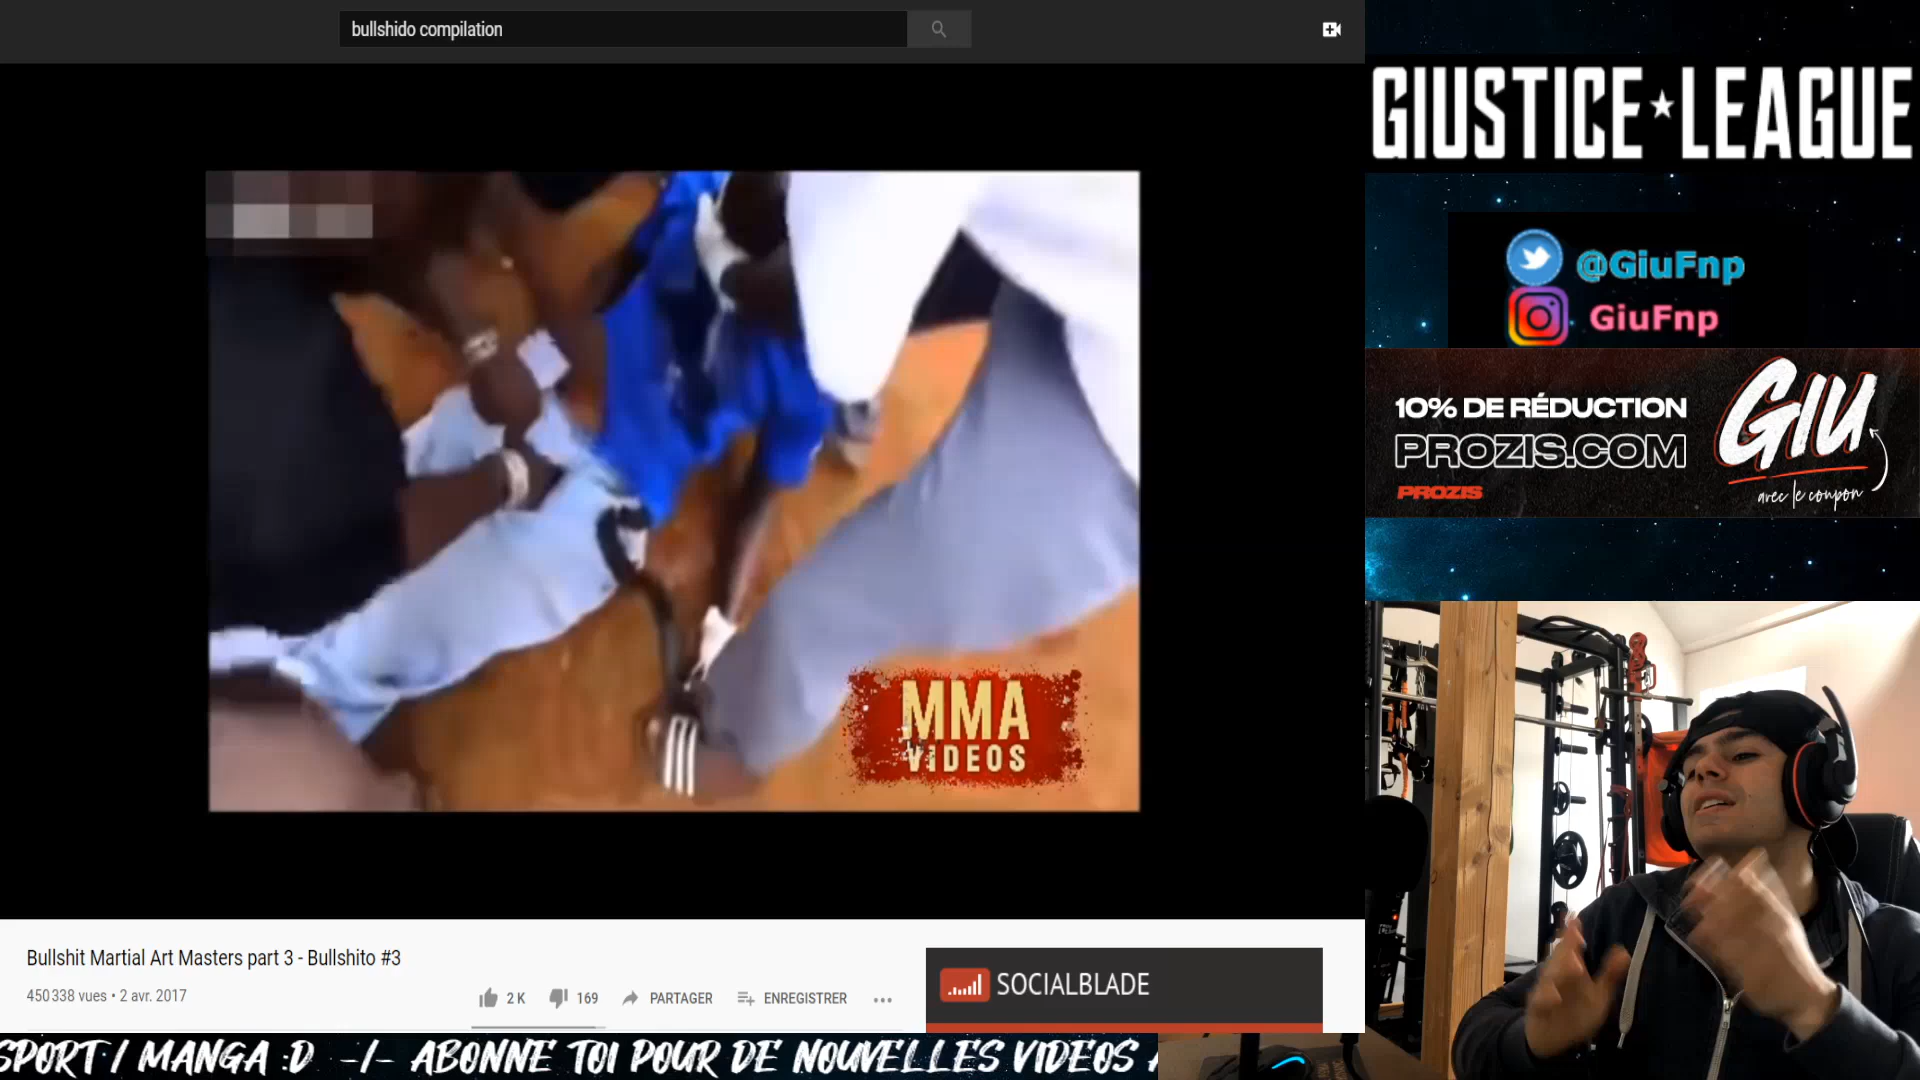 bullshido compilation
GIUSTICE★LEAGUE
@GiuFnp
GiuFnp
10% DE RÉDUCTION
PROZIS.COM
PROZIS
GIU
avec le coupon
MMA
VIDEOS
Bullshit Martial Art Masters part 3 - Bullshito #3
450 338 vues • 2 avr. 2017
2 K
169
PARTAGER
ENREGISTRER
SOCIALBLADE
SPORT / MANGA :D -/- ABONNE TOI POUR DE NOUVELLES VIDEOS